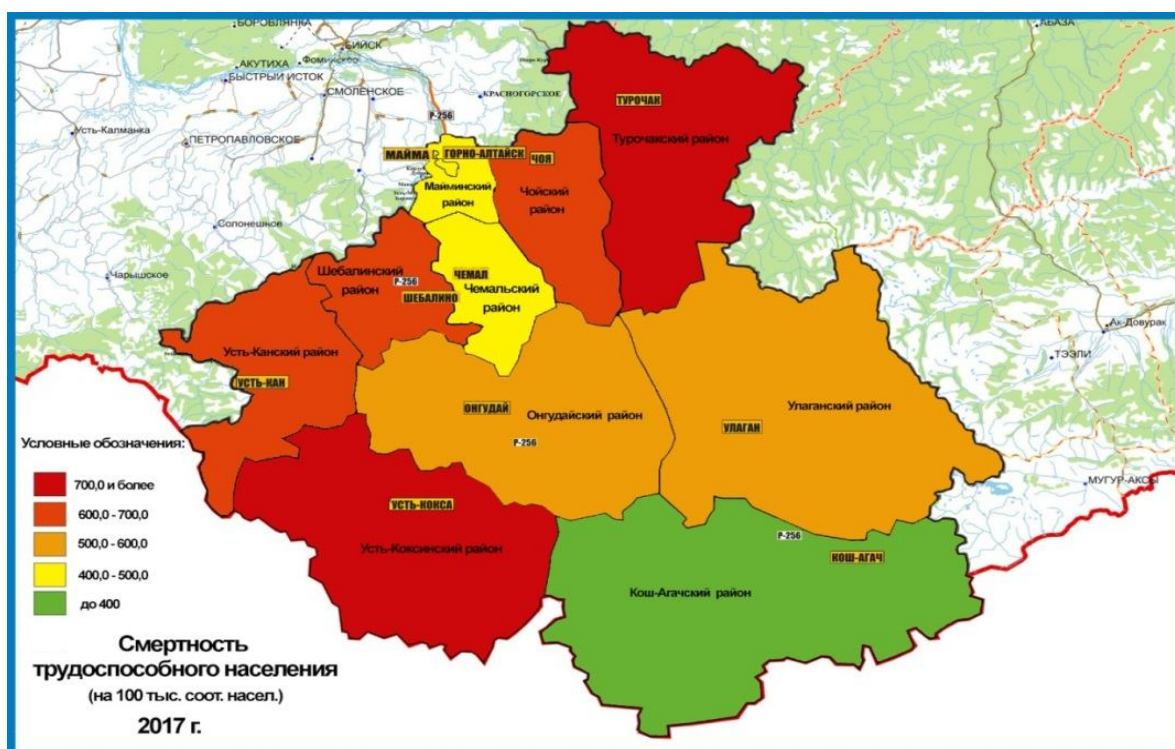 БОРОВЛЯНКА
АБАЗА
БИЙСК
АКУТИХА
Фоминское
БЫСТРЫЙ ИСТОК
СМОЛЕНСКОЕ
КРАСНОГОРСКОЕ
ТУРОЧАК
Р-256
Усть-Калманка
ПЕТРОПАВЛОВСКОЕ
Турочакский район
МАЙМА
ГОРНО-АЛТАЙСК
ЧОЯ
Майминский
район
Чойский
район
Солонешное
Чарышское
Шебалинский
район
Р-256
ЧЕМАЛ
ШЕБАЛИНО
Чемальский
район
Ак-Довурак
ТЭЭЛИ
Усть-Канский район
УСТЬ-КАН
ОНГУДАЙ
Онгудайский район
Улаганский район
УЛАГАН
Р-256
МУГУР-АКСЫ
УСТЬ-КОКСА
Усть-Коксинский район
Р-256
КОШ-АГАЧ
Кош-Агачский район
Условные обозначения:
700,0 и более
600,0 - 700,0
500,0 - 600,0
400,0 - 500,0
до 400
Смертность
трудоспособного населения
(на 100 тыс. соот. насел.)
2017 г.